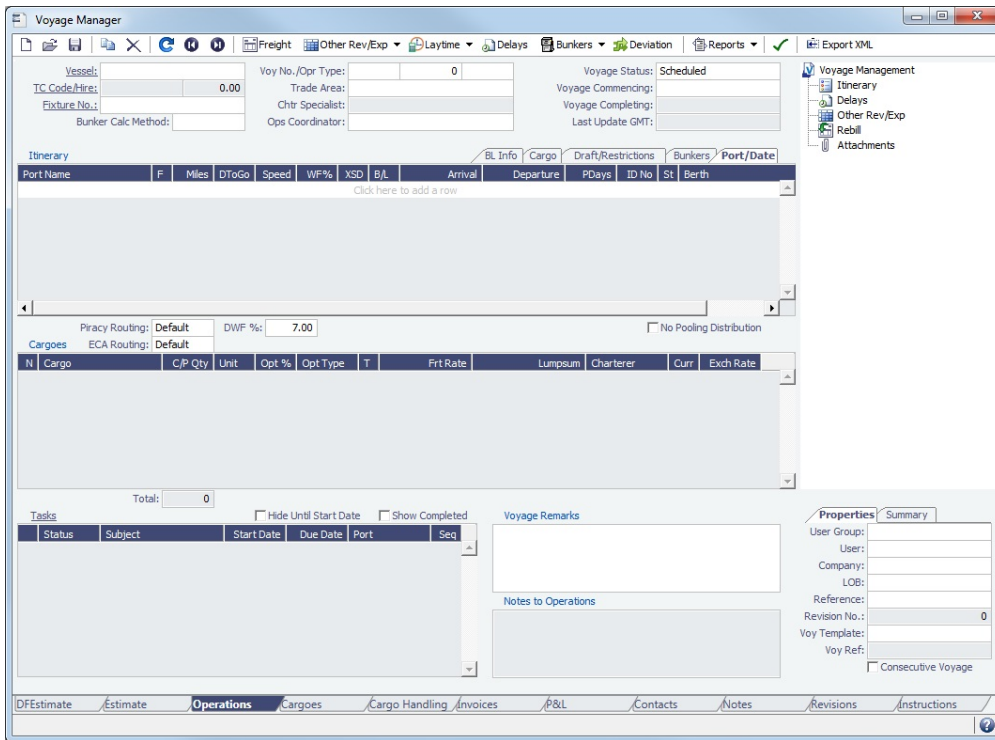 Voyage Manager
Freight Other Rev/Exp Laytime Delays Bunkers Deviation Reports Export XML
Vessel: Voy No./Opr Type: 0 Voyage Status: Scheduled
TC Code/Hire: 0.00 Trade Area: Voyage Commencing:
Fixture No.: Chtr Specialist: Voyage Completing:
Bunker Calc Method: Ops Coordinator: Last Update GMT:
Voyage Management
Itinerary
Delays
Other Rev/Exp
Rebill
Attachments
Itinerary BL Info Cargo Draft/Restrictions Bunkers Port/Date
Port Name F Miles DToGo Speed WF% XSD B/L Arrival Departure PDays ID No St Berth
Click here to add a row
Piracy Routing: Default DWF %: 7.00 No Pooling Distribution
Cargoes ECA Routing: Default
N Cargo C/P Qty Unit Opt % Opt Type T Frt Rate Lumpsum Charterer Curr Exch Rate
Total: 0
Tasks Hide Until Start Date Show Completed
Status Subject Start Date Due Date Port Seq
Voyage Remarks
Notes to Operations
Properties Summary
User Group:
User:
Company:
LOB:
Reference:
Revision No.: 0
Voy Template:
Voy Ref:
Consecutive Voyage
DFEstimate Estimate Operations Cargoes Cargo Handling Invoices P&L Contacts Notes Revisions Instructions